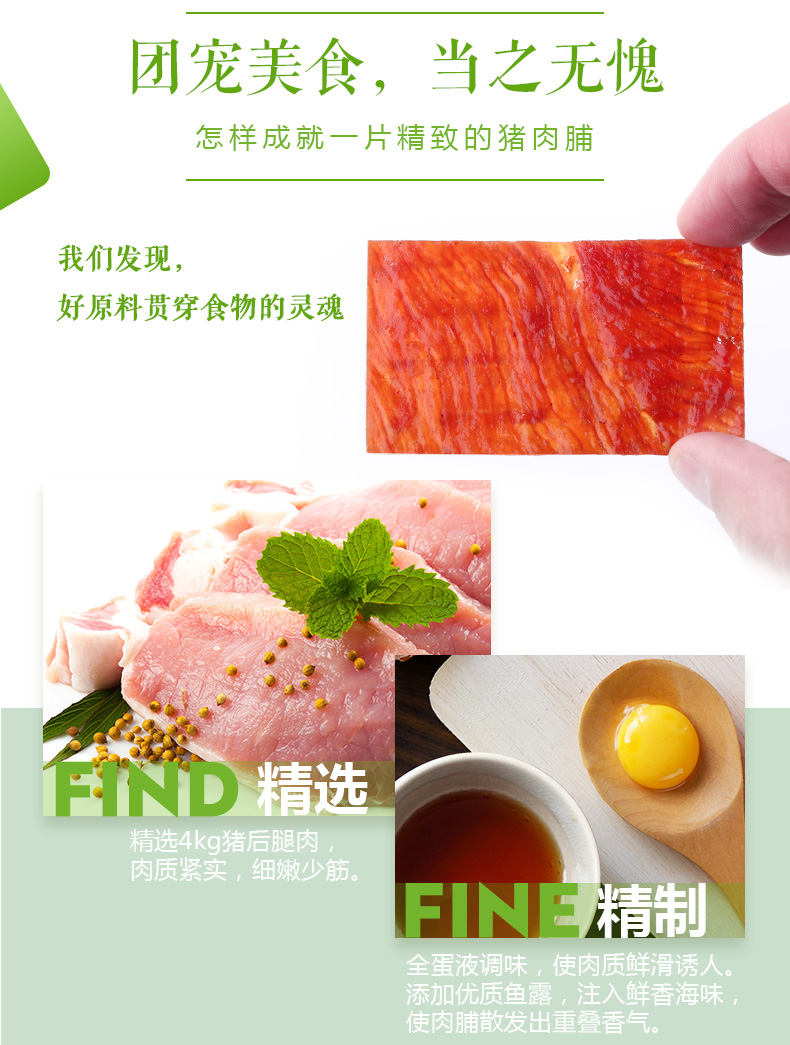 团宠美食，当之无愧
怎样成就一片精致的猪肉脯
我们发现，
好原料贯穿食物的灵魂
FIND 精选
精选4kg猪后腿肉，
肉质紧实，细嫩少筋。
FINE 精制
全蛋液调味，使肉质鲜滑诱人。
添加优质鱼露，注入鲜香海味，
使肉脯散发出重叠香气。